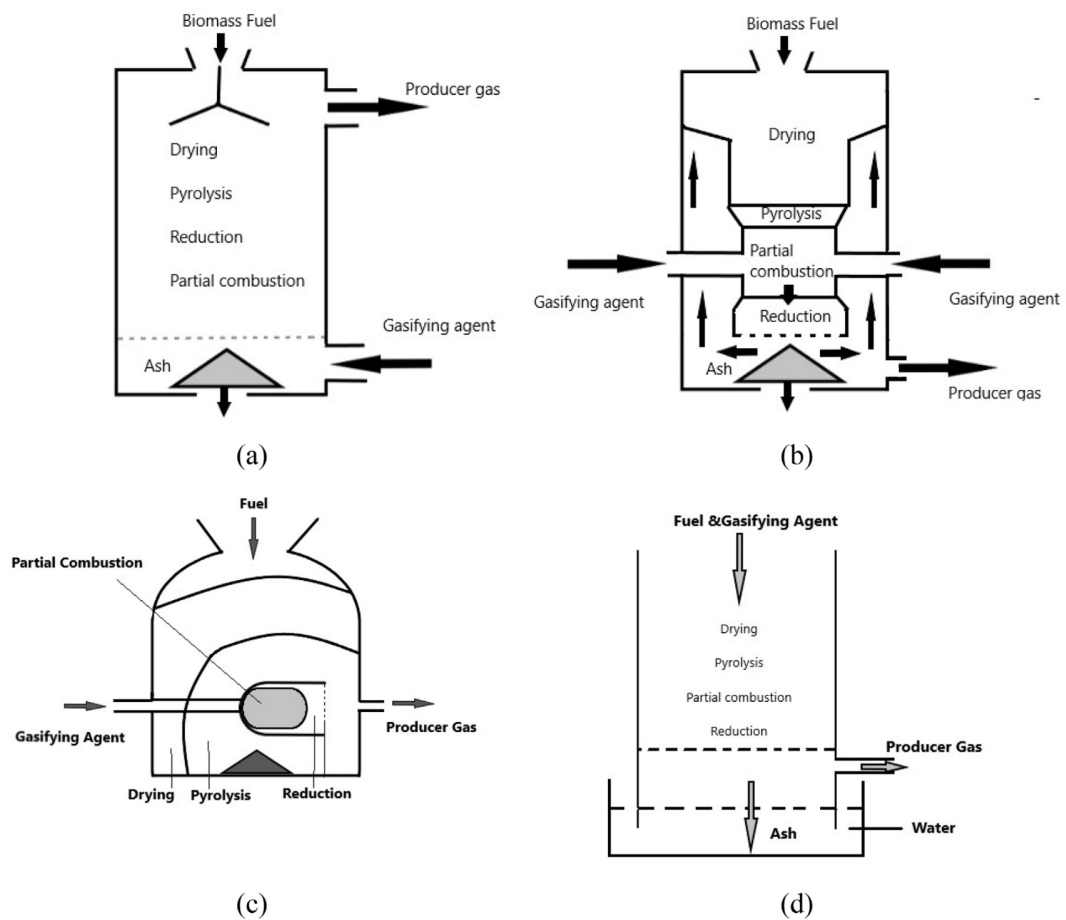 Biomass Fuel
Producer gas
Drying
Pyrolysis
Reduction
Partial combustion
Gasifying agent
Ash
(a)
Biomass Fuel
Drying
Pyrolysis
Partial
combustion
Gasifying agent
Gasifying agent
Reduction
Ash
Producer gas
(b)
Fuel
Partial Combustion
Gasifying Agent
Producer Gas
Drying
Pyrolysis
Reduction
(c)
Fuel &Gasifying Agent
Drying
Pyrolysis
Partial combustion
Reduction
Producer Gas
Ash
Water
(d)